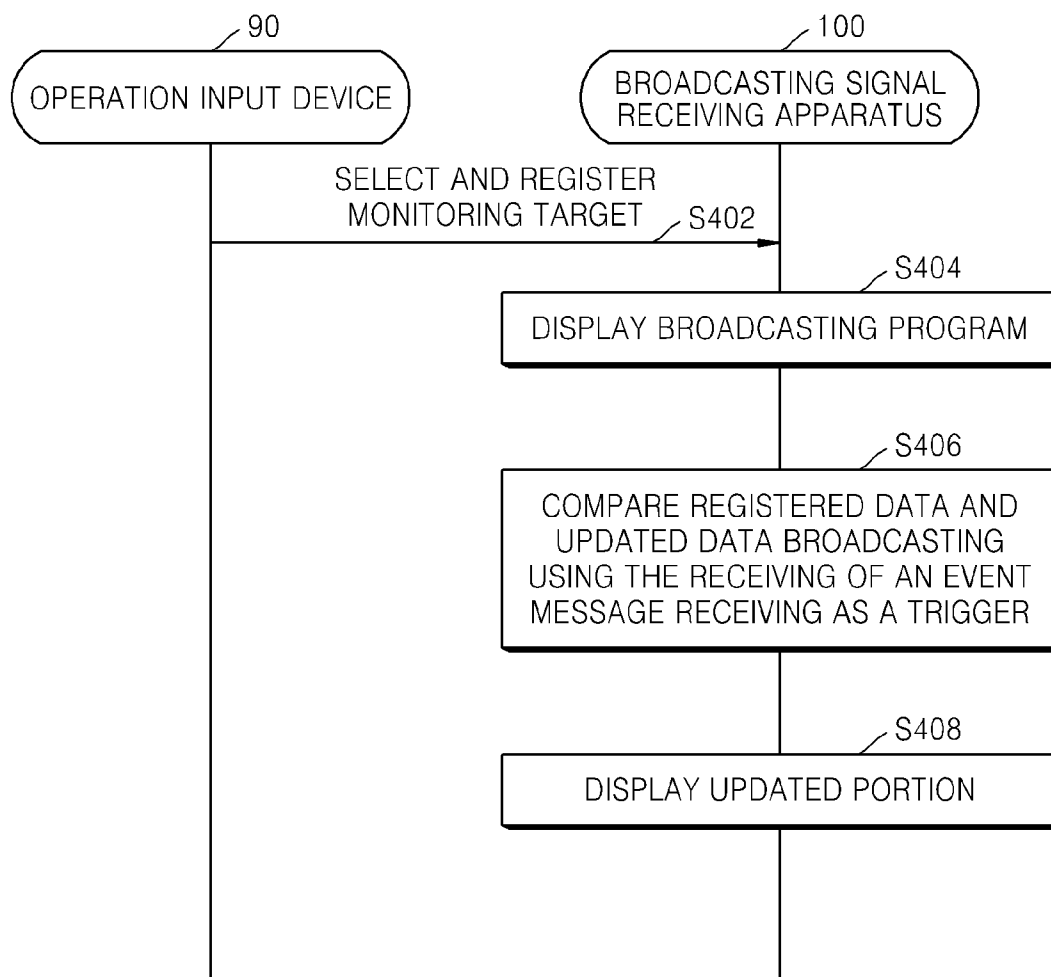 90
100
OPERATION INPUT DEVICE
BROADCASTING SIGNAL
RECEIVING APPARATUS
SELECT AND REGISTER
MONITORING TARGET
S402
S404
DISPLAY BROADCASTING PROGRAM
S406
COMPARE REGISTERED DATA AND
UPDATED DATA BROADCASTING
USING THE RECEIVING OF AN EVENT
MESSAGE RECEIVING AS A TRIGGER
S408
DISPLAY UPDATED PORTION